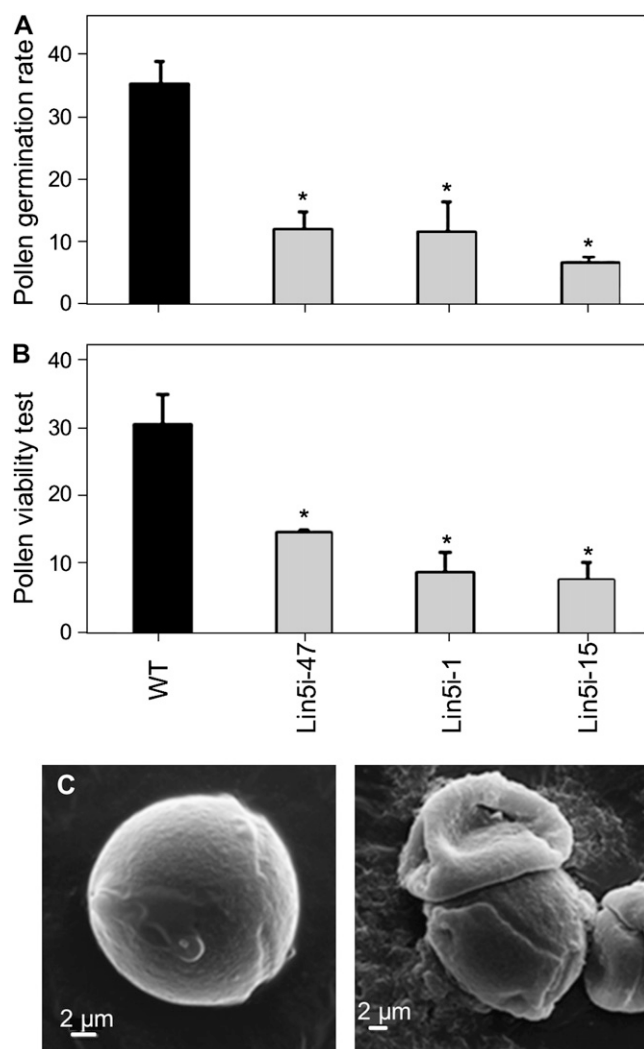 A
Pollen germination rate
40
30
20
10
0
*
*
*
B
Pollen viability test
40
30
20
10
0
*
*
*
WT
Lin5i-47
Lin5i-1
Lin5i-15
C
2 µm
2 µm